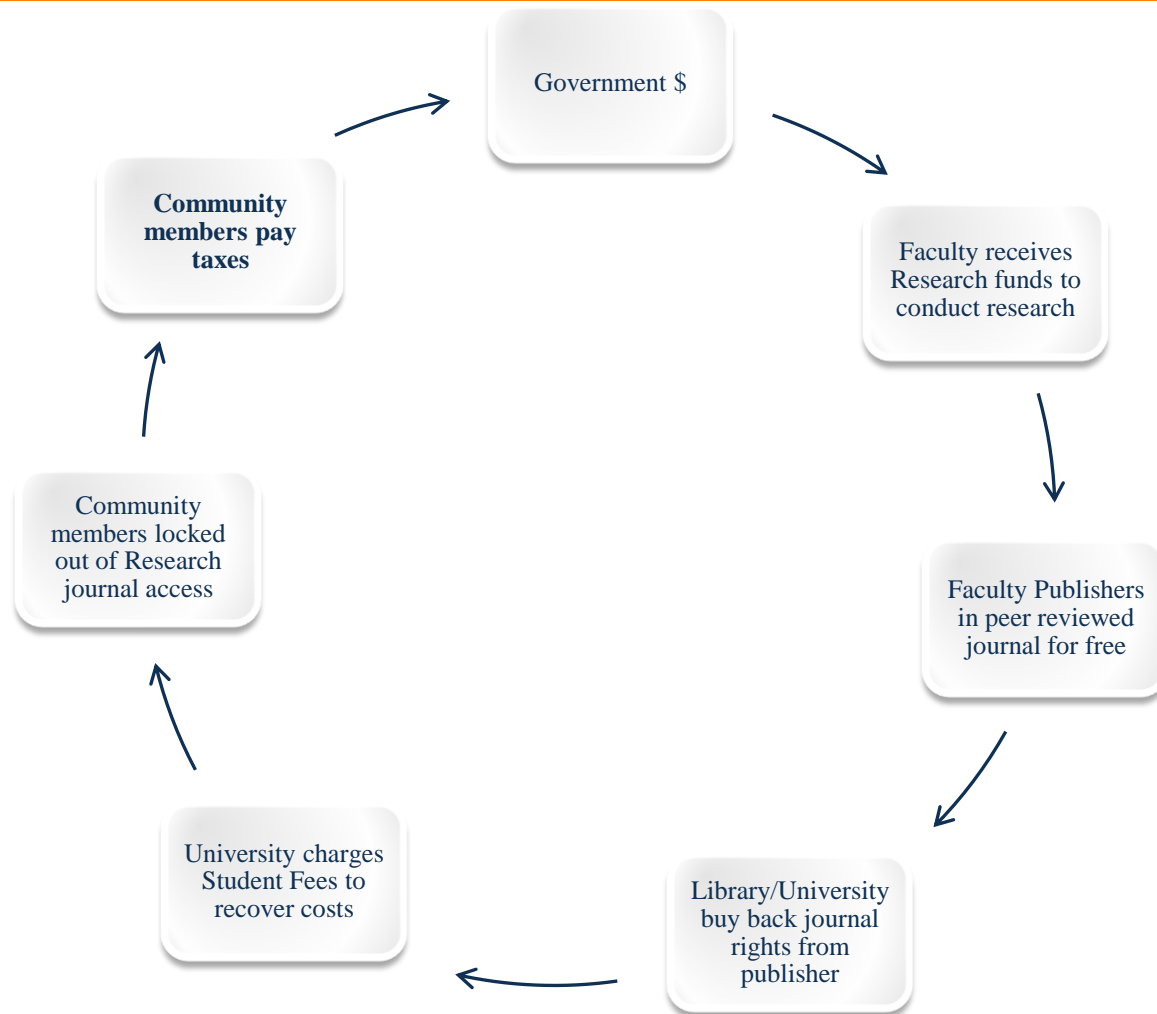 Government $
Faculty receives
Research funds to
conduct research
Faculty Publishers
in peer reviewed
journal for free
Library/University
buy back journal
rights from
publisher
University charges
Student Fees to
recover costs
Community
members locked
out of Research
journal access
Community
members pay
taxes